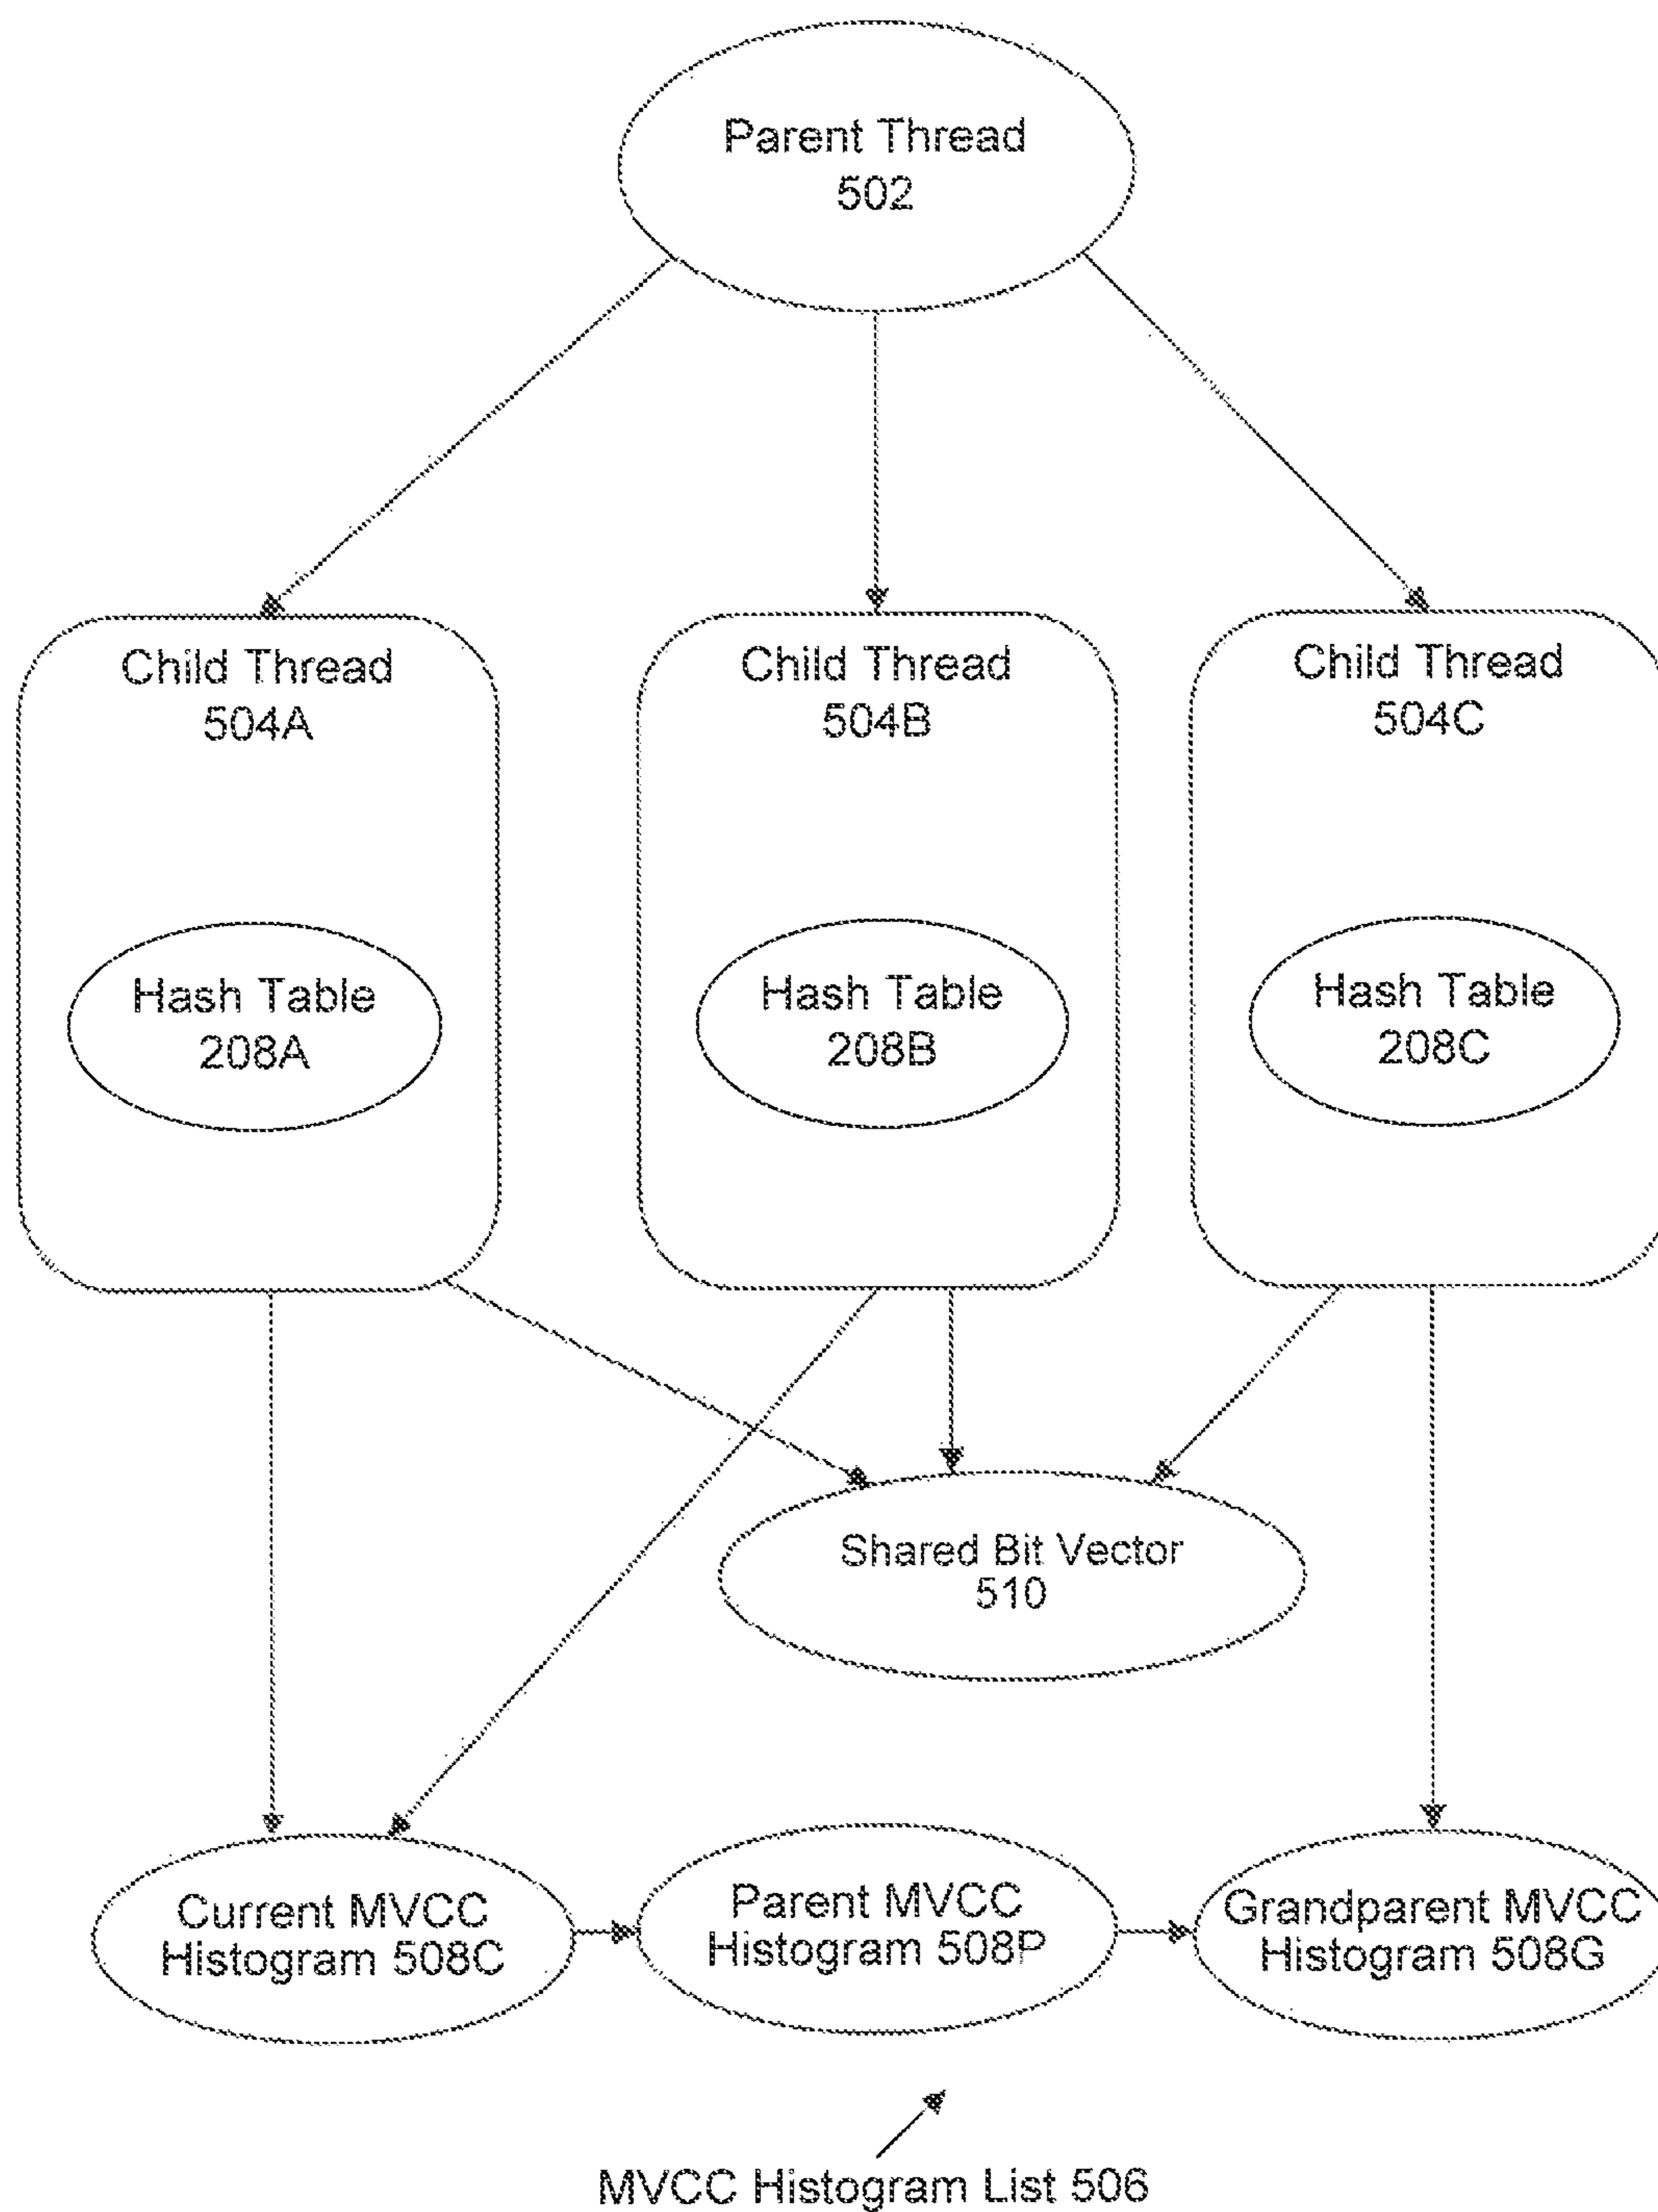 Parent Thread
502
Child Thread
504A
Child Thread
504B
Child Thread
504C
Hash Table
208A
Hash Table
208B
Hash Table
208C
Shared Bit Vector
510
Current MVCC
Histogram 508C
Parent MVCC
Histogram 508P
Grandparent MVCC
Histogram 508G
MVCC Histogram List 506